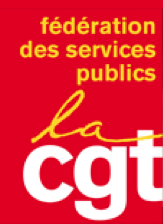 fédération
des services
publics
la
cgt